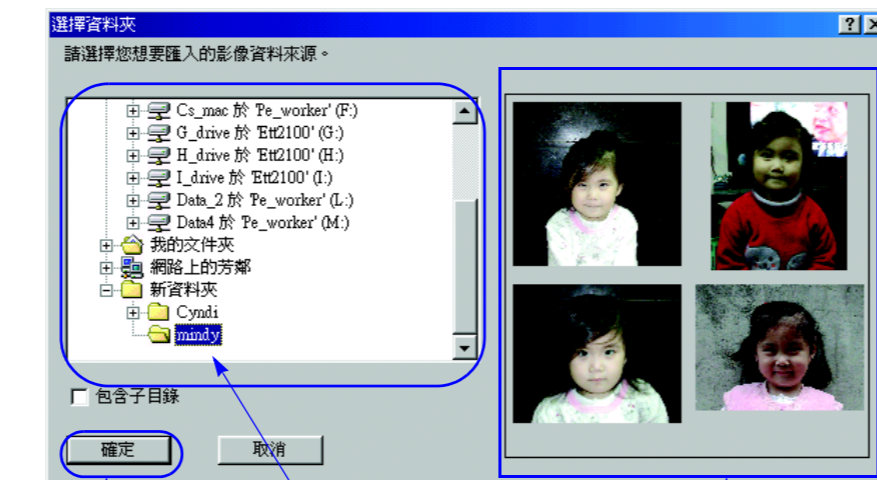 選擇資料夾
請選擇您想要匯入的影像資料來源。
Cs_mac 於 'Pe_worker' (F:)
G_drive 於 'Ett2100' (G:)
H_drive 於 'Ett2100' (H:)
I_drive 於 'Ett2100' (I:)
Data_2 於 'Pe_worker' (L:)
Data4 於 'Pe_worker' (M:)
我的文件夾
網路上的芳鄰
新資料夾
Cyndi
mindy
包含子目錄
確定
取消